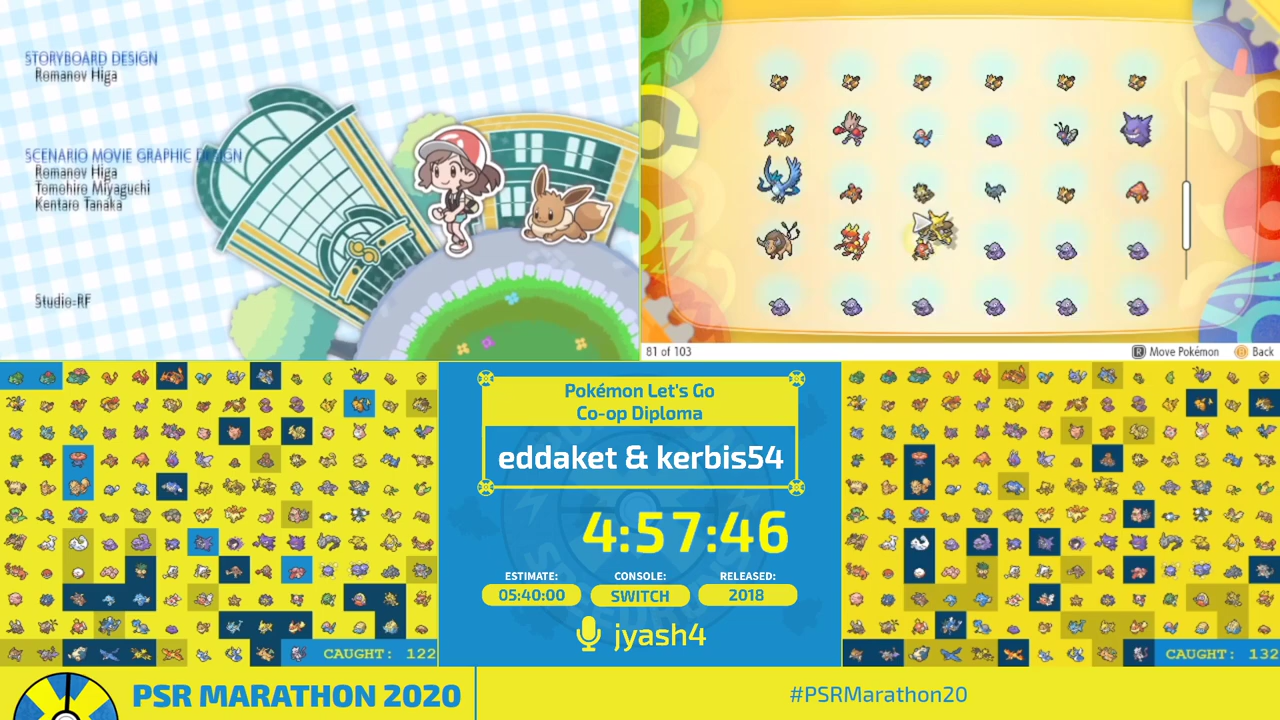 STORYBOARD DESIGN
Romanov Higa
SCENARIO MOVIE GRAPHIC DESIGN
Romanov Higa
Tomohiro Miyaguchi
Kentaro Tanaka
Studio-RF
81 of 103
R Move Pokémon
B Back
CAUGHT: 122
Pokémon Let's Go
Co-op Diploma
eddaket & kerbis54
4:57:46
ESTIMATE:
05:40:00
CONSOLE:
SWITCH
RELEASED:
2018
jyash4
CAUGHT: 132
PSR MARATHON 2020
#PSRMarathon20